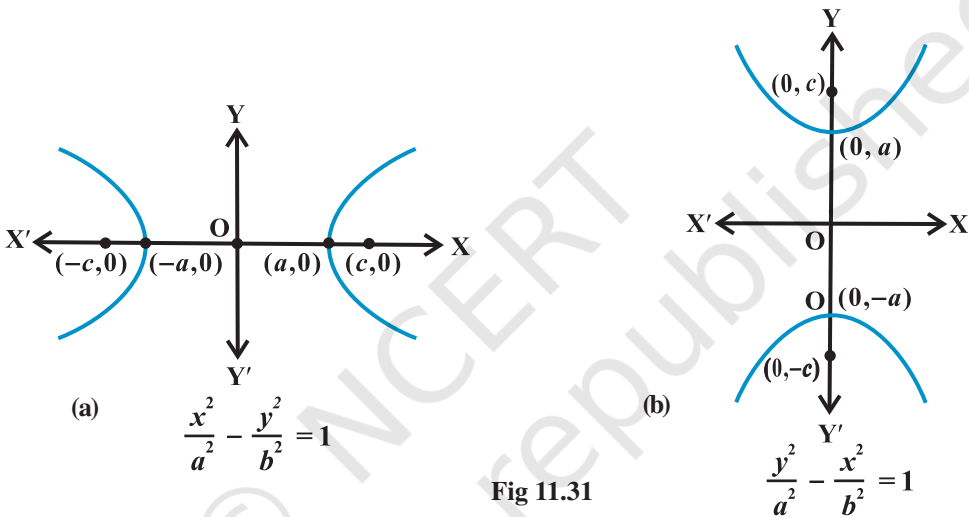 Y
X′
O
X
(−c,0)
(−a,0)
(a,0)
(c,0)
Y′
(a)
x²/a² − y²/b² = 1
Y
(0, c)
(0, a)
X′
X
O
O
(0,−a)
(0,−c)
Y′
(b)
y²/a² − x²/b² = 1
Fig 11.31
© NCERT
republishe